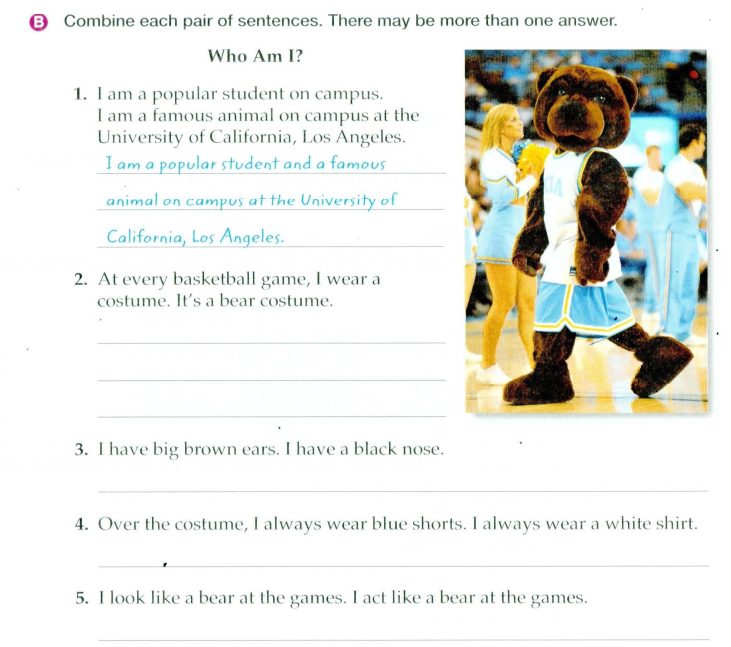 B Combine each pair of sentences. There may be more than one answer.
Who Am I?
1. I am a popular student on campus.
I am a famous animal on campus at the
University of California, Los Angeles.
I am a popular student and a famous
animal on campus at the University of
California, Los Angeles.
2. At every basketball game, I wear a
costume. It's a bear costume.
3. I have big brown ears. I have a black nose.
4. Over the costume, I always wear blue shorts. I always wear a white shirt.
5. I look like a bear at the games. I act like a bear at the games.